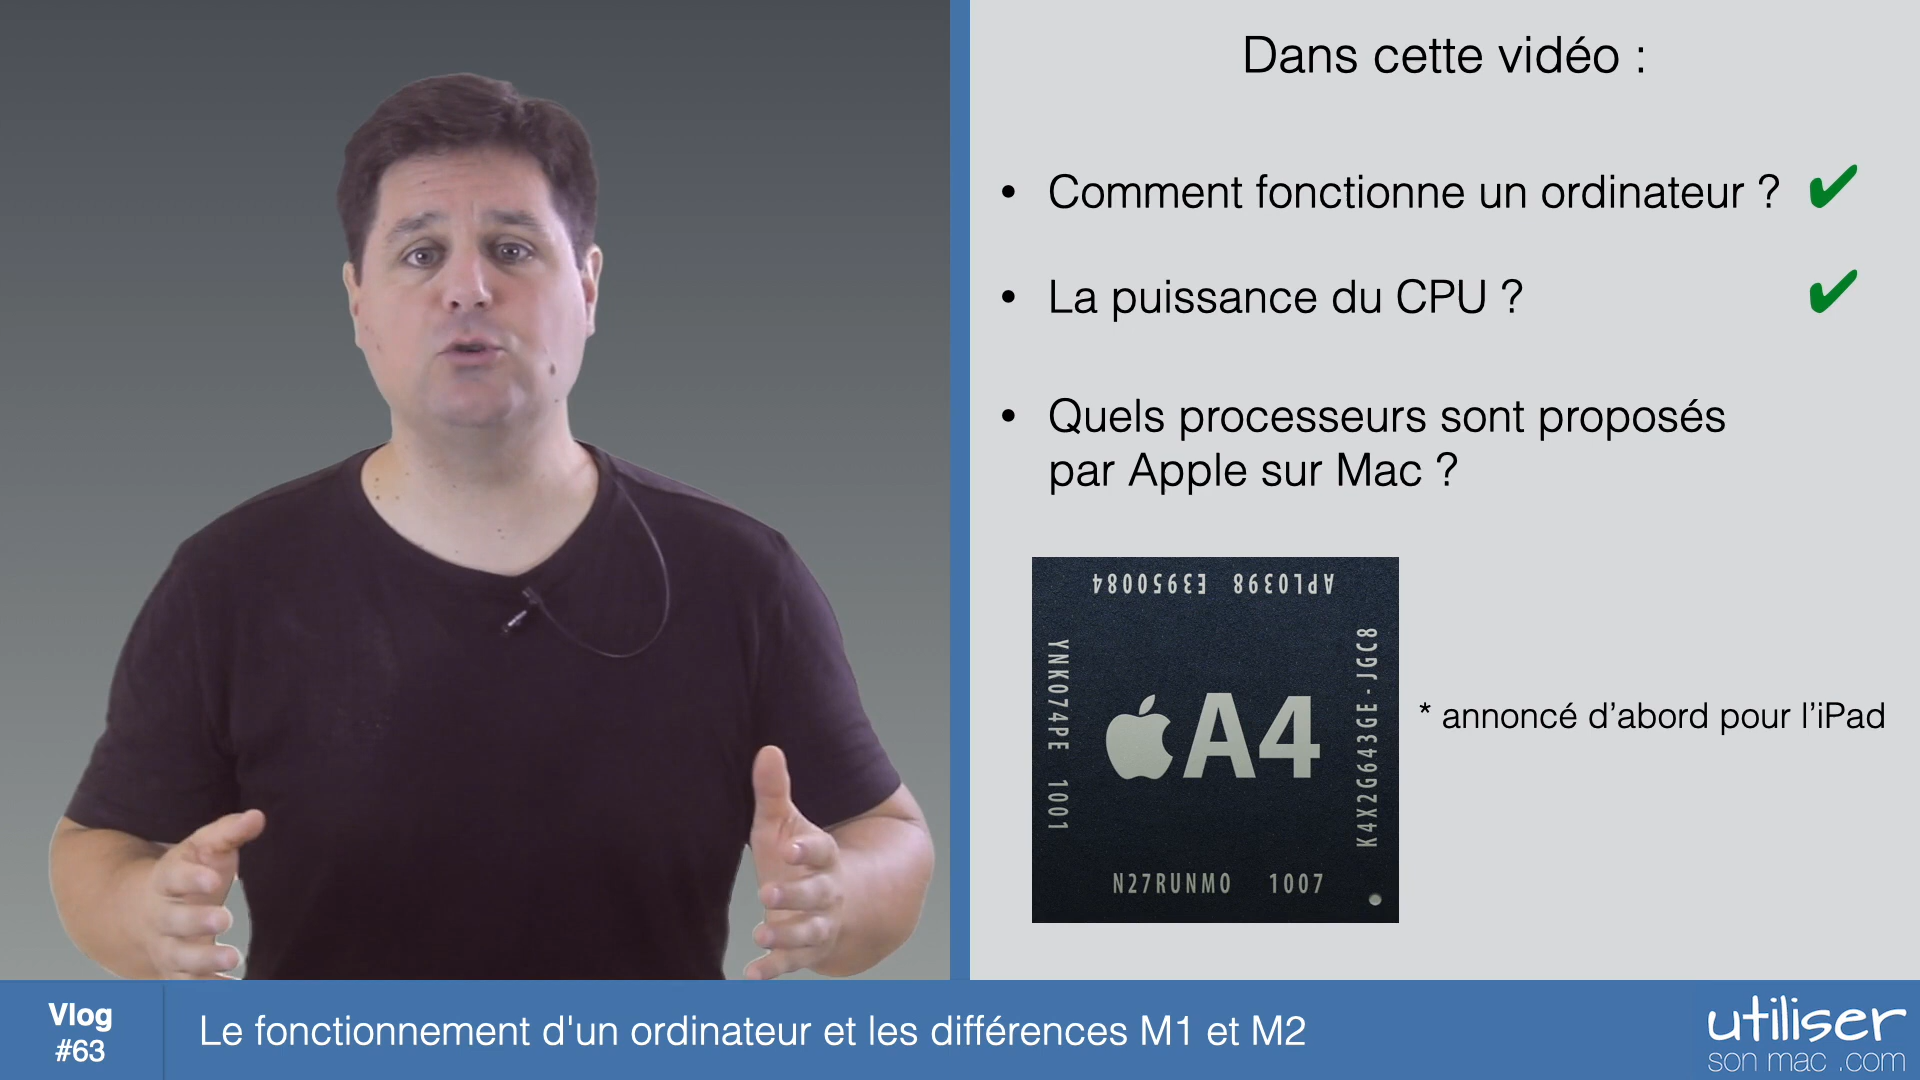 Dans cette vidéo :
• Comment fonctionne un ordinateur ? ✔
• La puissance du CPU ? ✔
• Quels processeurs sont proposés
par Apple sur Mac ?
APL0398 E3950084
YNK074PE 1001
A4
K4X2G643GE-JGC8
N27RUNM0 1007
* annoncé d’abord pour l’iPad
Vlog
#63
Le fonctionnement d'un ordinateur et les différences M1 et M2
utiliser
son mac .com